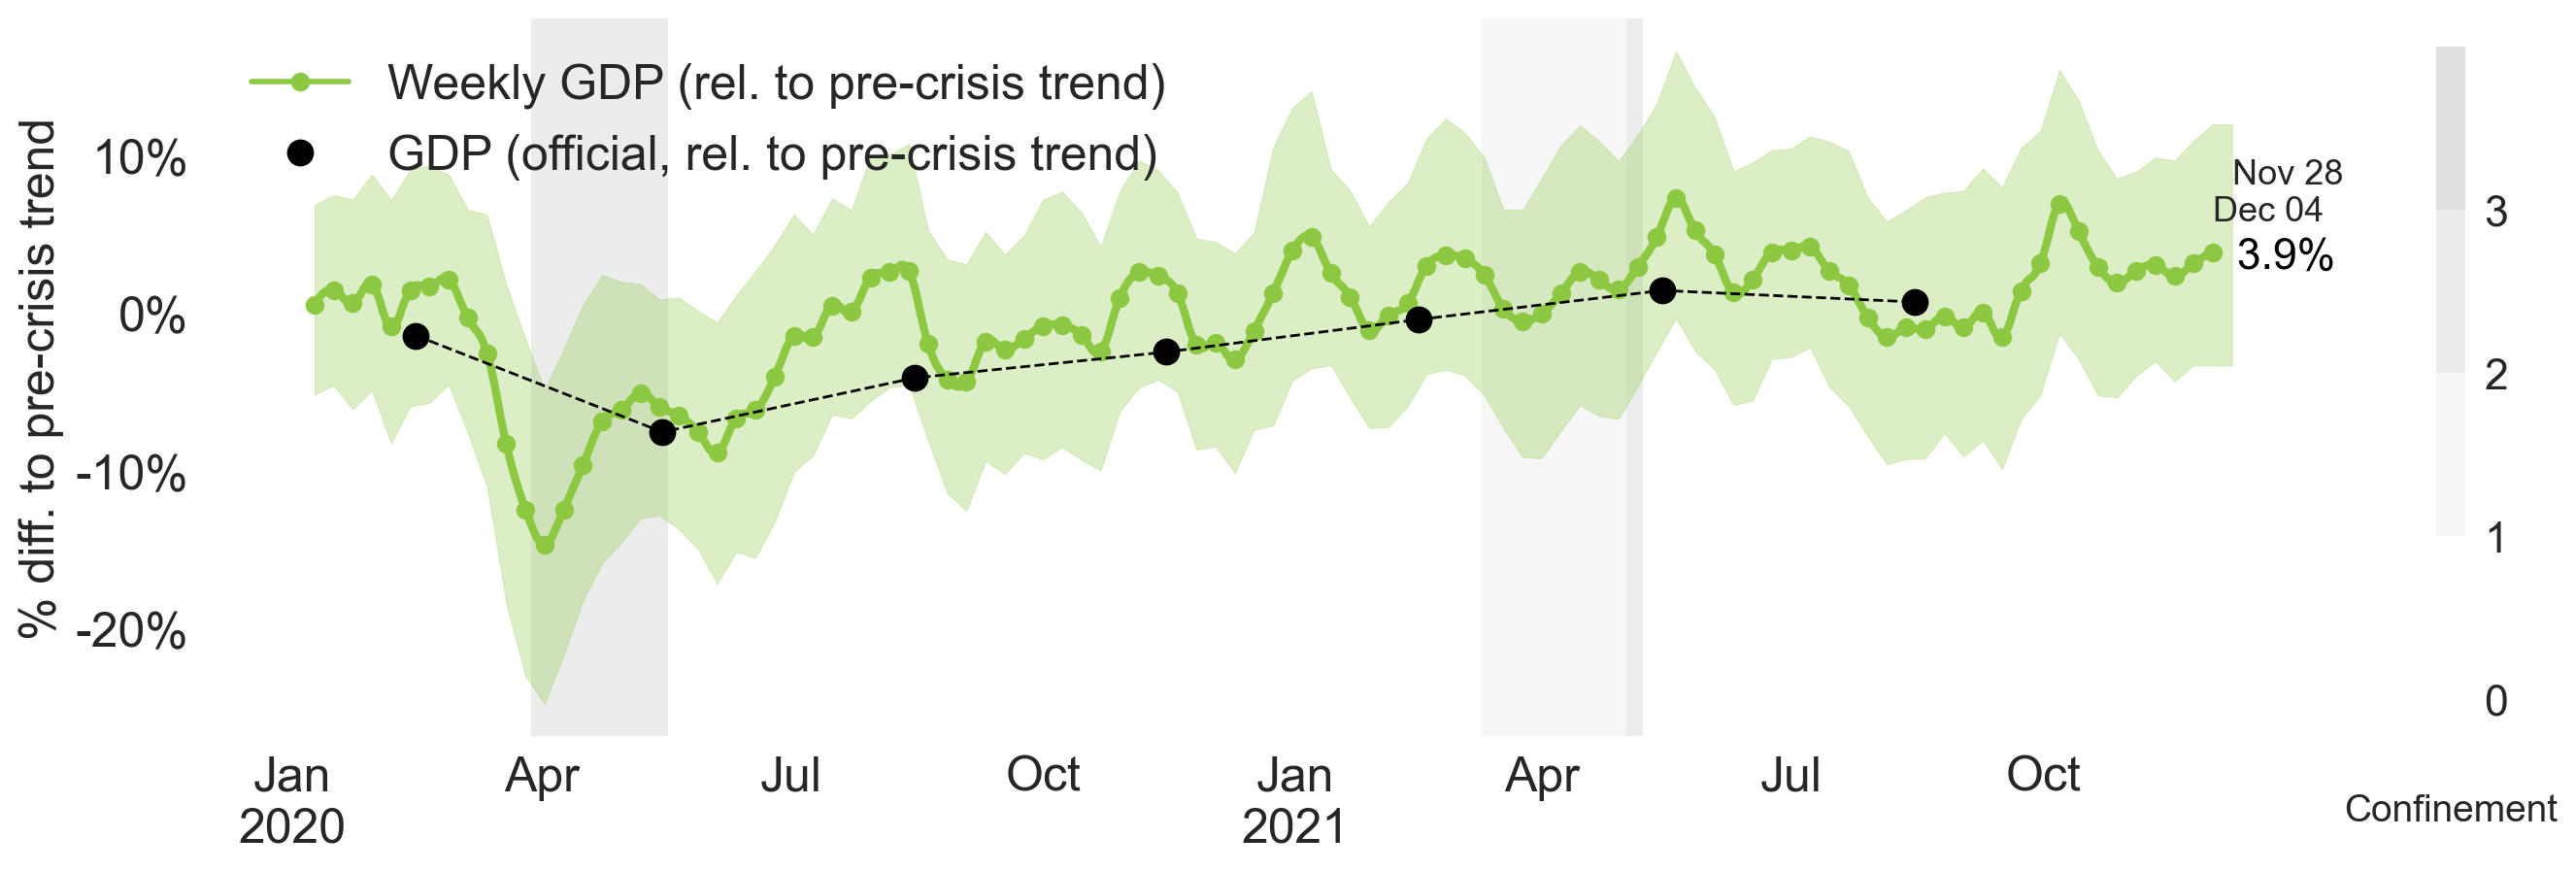 Weekly GDP (rel. to pre-crisis trend)
GDP (official, rel. to pre-crisis trend)
% diff. to pre-crisis trend
10%
0%
-10%
-20%
Nov 28
Dec 04
3.9%
3
2
1
0
Jan Apr Jul Oct Jan Apr Jul Oct
2020 2021
Confinement